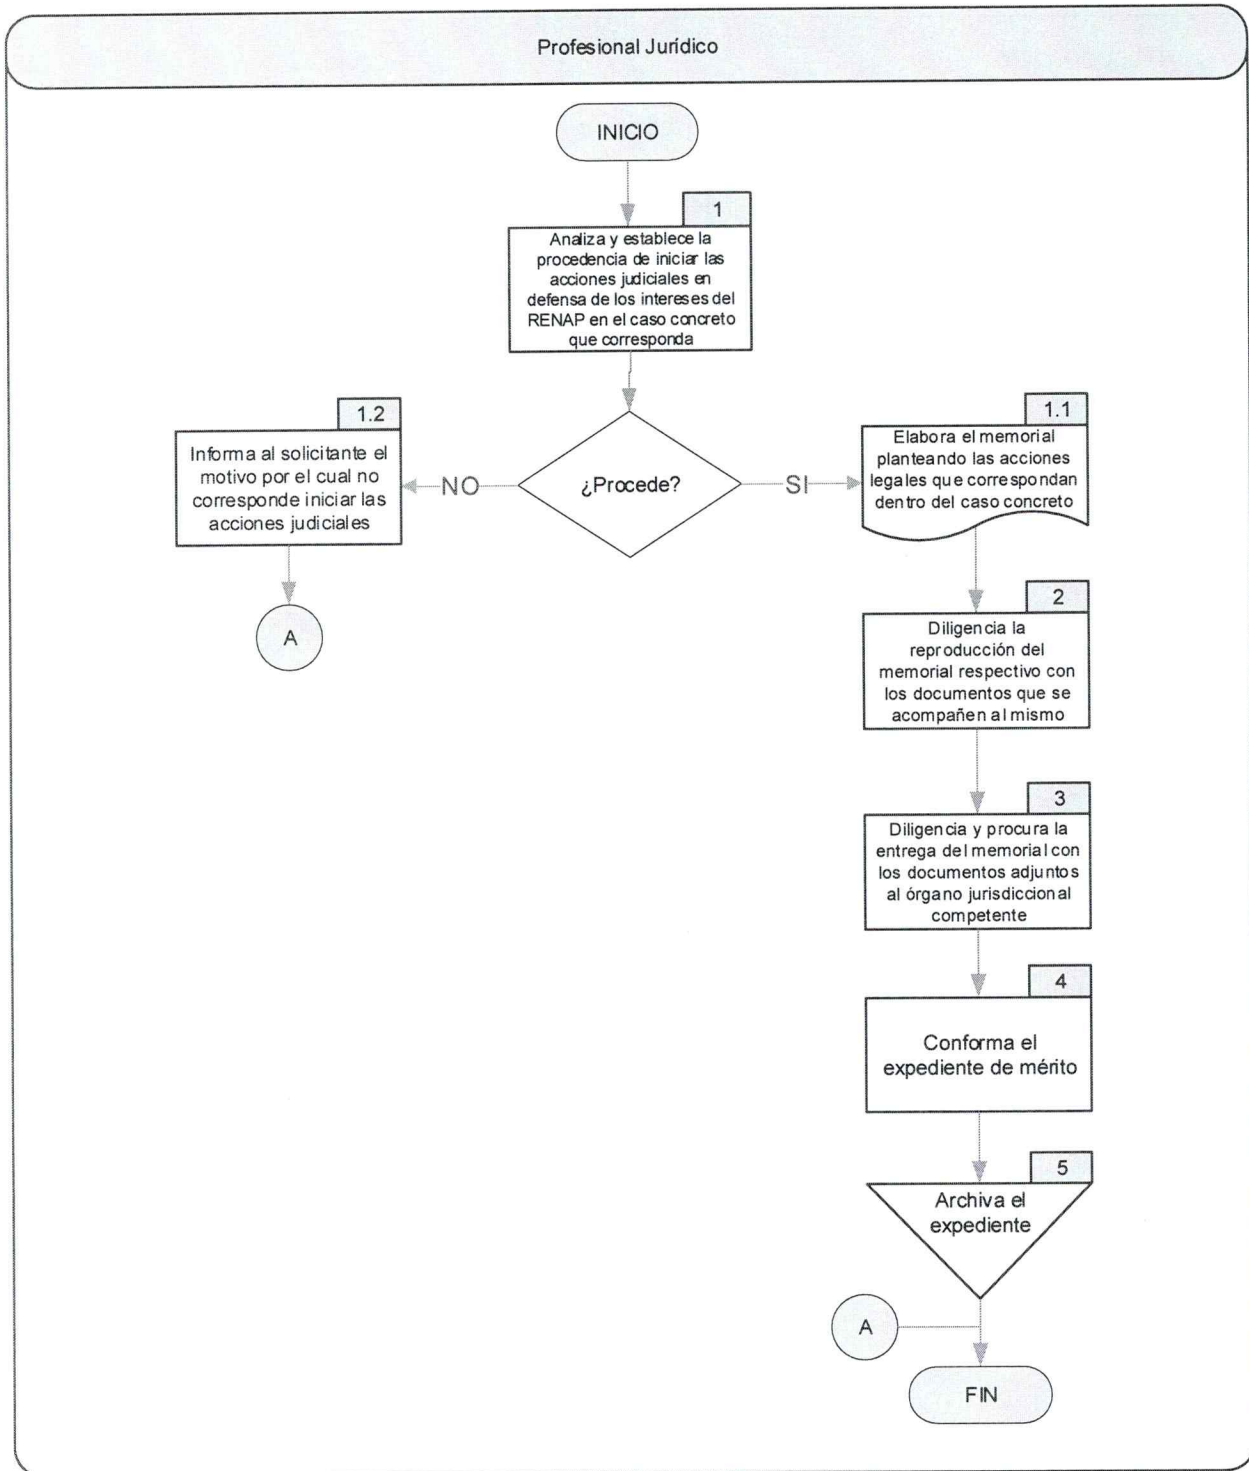 Profesional Jurídico
INICIO
1
Analiza y establece la
procedencia de iniciar las
acciones judiciales en
defensa de los intereses del
RENAP en el caso concreto
que corresponda
1.2
Informa al solicitante el
motivo por el cual no
corresponde iniciar las
acciones judiciales
NO
¿Procede?
SI
1.1
Elabora el memorial
planteando las acciones
legales que correspondan
dentro del caso concreto
A
2
Diligencia la
reproducción del
memorial respectivo con
los documentos que se
acompañen al mismo
3
Diligencia y procura la
entrega del memorial con
los documentos adjuntos
al órgano jurisdiccional
competente
4
Conforma el
expediente de mérito
5
Archiva el
expediente
A
FIN